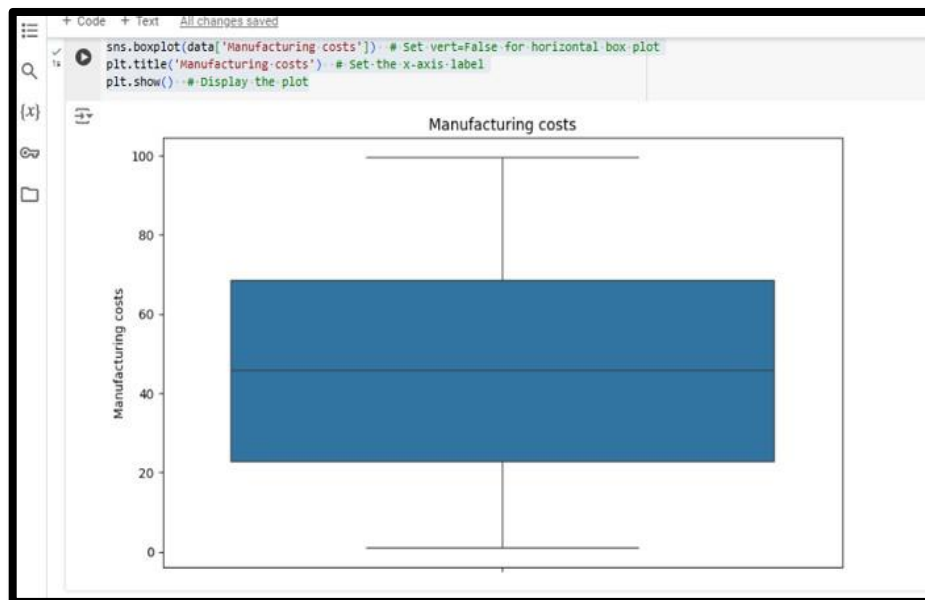 + Code + Text All changes saved
sns.boxplot(data['Manufacturing costs']) # Set vert=False for horizontal box plot
plt.title('Manufacturing costs') # Set the x-axis label
plt.show() # Display the plot
1s
{x}
Manufacturing costs
100
80
60
40
20
0
Manufacturing costs